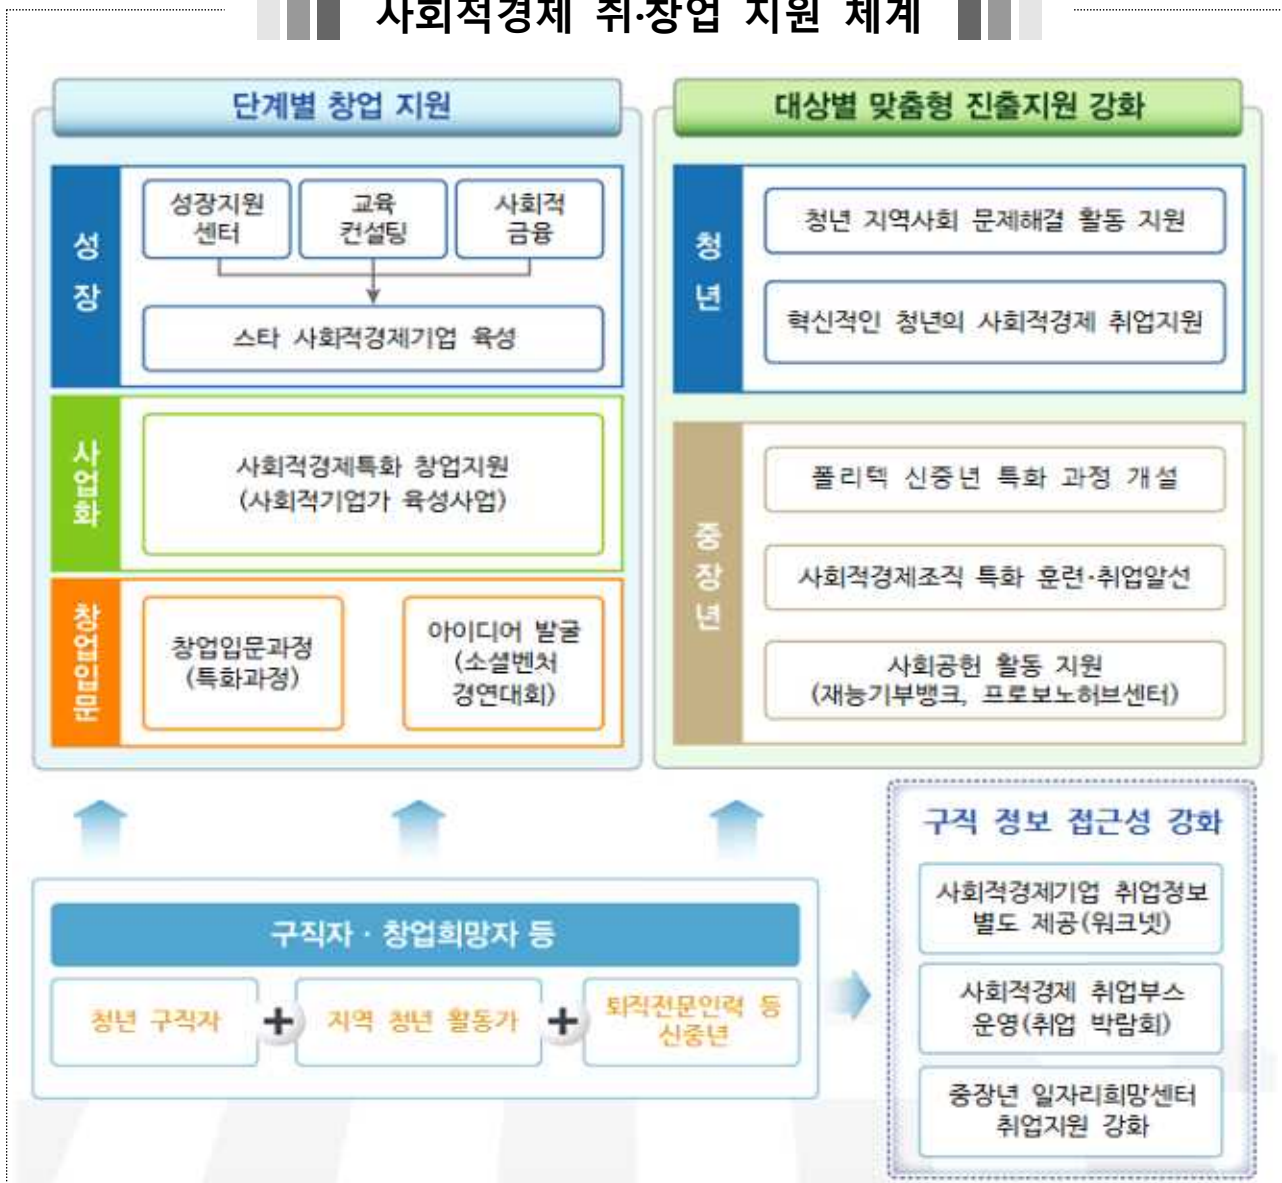 사회적경제 취·창업 지원 체계
단계별 창업 지원
성
장
성장지원
센터
교육
컨설팅
사회적
금융
스타 사회적경제기업 육성
사
업
화
사회적경제특화 창업지원
(사회적기업가 육성사업)
창
업
입
문
창업입문과정
(특화과정)
아이디어 발굴
(소셜벤처
경연대회)
대상별 맞춤형 진출지원 강화
청
년
청년 지역사회 문제해결 활동 지원
혁신적인 청년의 사회적경제 취업지원
중
장
년
폴리텍 신중년 특화 과정 개설
사회적경제조직 특화 훈련·취업알선
사회공헌 활동 지원
(재능기부뱅크, 프로보노허브센터)
구직자 · 창업희망자 등
청년 구직자
+
지역 청년 활동가
+
퇴직전문인력 등
신중년
구직 정보 접근성 강화
사회적경제기업 취업정보
별도 제공(워크넷)
사회적경제 취업부스
운영(취업 박람회)
중장년 일자리희망센터
취업지원 강화